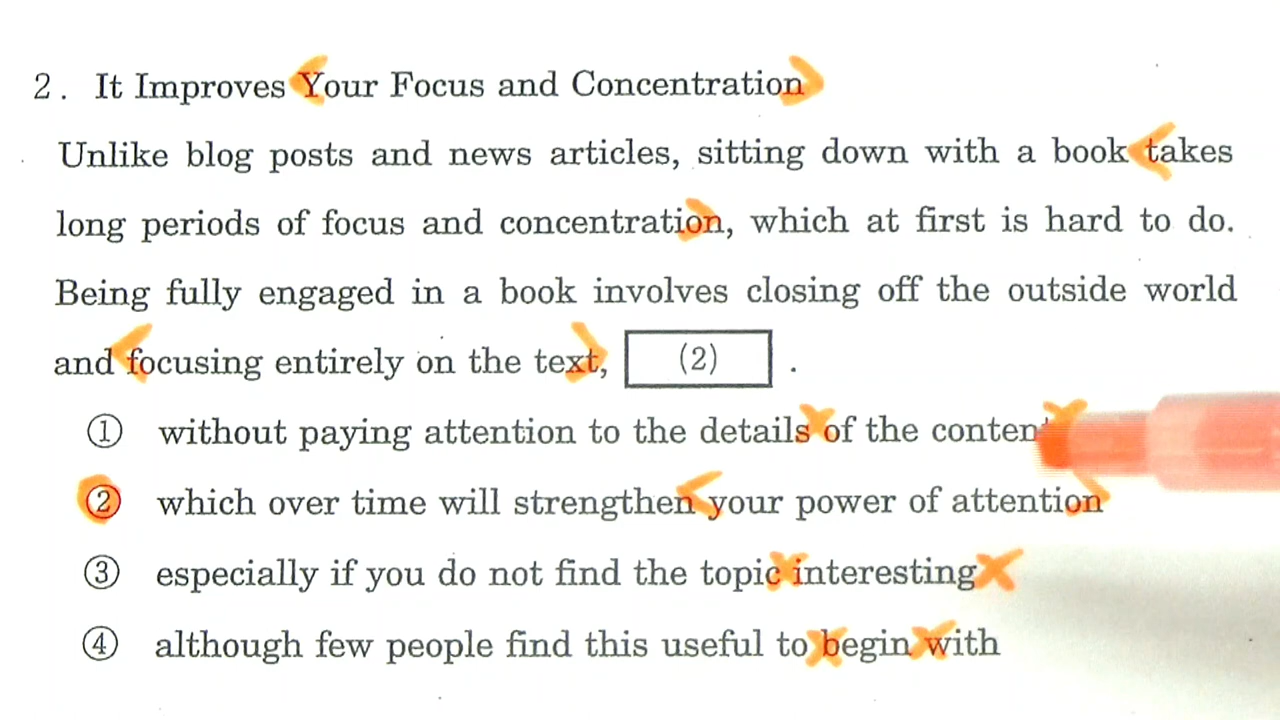 2. It Improves Your Focus and Concentration
Unlike blog posts and news articles, sitting down with a book takes
long periods of focus and concentration, which at first is hard to do.
Being fully engaged in a book involves closing off the outside world
and focusing entirely on the text, (2) .
① without paying attention to the details of the content
② which over time will strengthen your power of attention
③ especially if you do not find the topic interesting
④ although few people find this useful to begin with